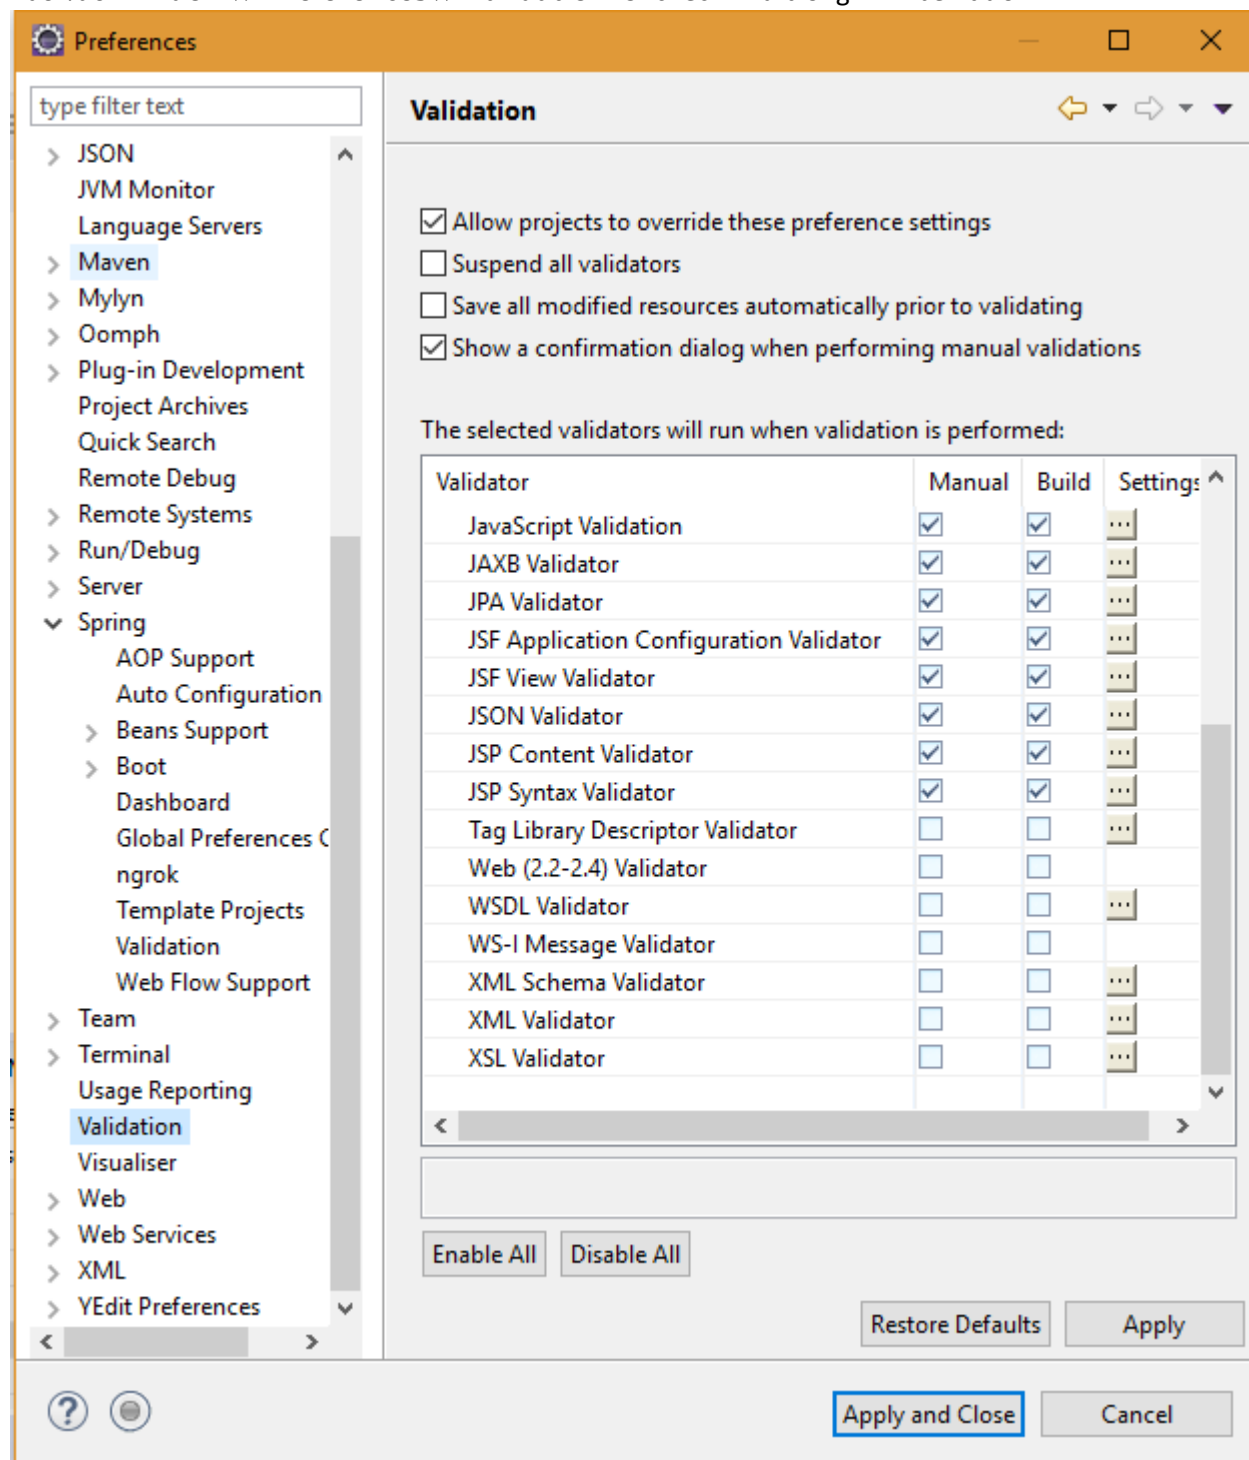 Preferences
type filter text
JSON
JVM Monitor
Language Servers
Maven
Mylyn
Oomph
Plug-in Development
Project Archives
Quick Search
Remote Debug
Remote Systems
Run/Debug
Server
Spring
AOP Support
Auto Configuration
Beans Support
Boot
Dashboard
Global Preferences
ngrok
Template Projects
Validation
Web Flow Support
Team
Terminal
Usage Reporting
Validation
Visualiser
Web
Web Services
XML
YEdit Preferences
Validation
Allow projects to override these preference settings
Suspend all validators
Save all modified resources automatically prior to validating
Show a confirmation dialog when performing manual validations
The selected validators will run when validation is performed:
Validator Manual Build Settings
JavaScript Validation ...
JAXB Validator ...
JPA Validator ...
JSF Application Configuration Validator ...
JSF View Validator ...
JSON Validator ...
JSP Content Validator ...
JSP Syntax Validator ...
Tag Library Descriptor Validator ...
Web (2.2-2.4) Validator
WSDL Validator ...
WS-I Message Validator
XML Schema Validator ...
XML Validator ...
XSL Validator ...
Enable All Disable All
Restore Defaults Apply
? Apply and Close Cancel